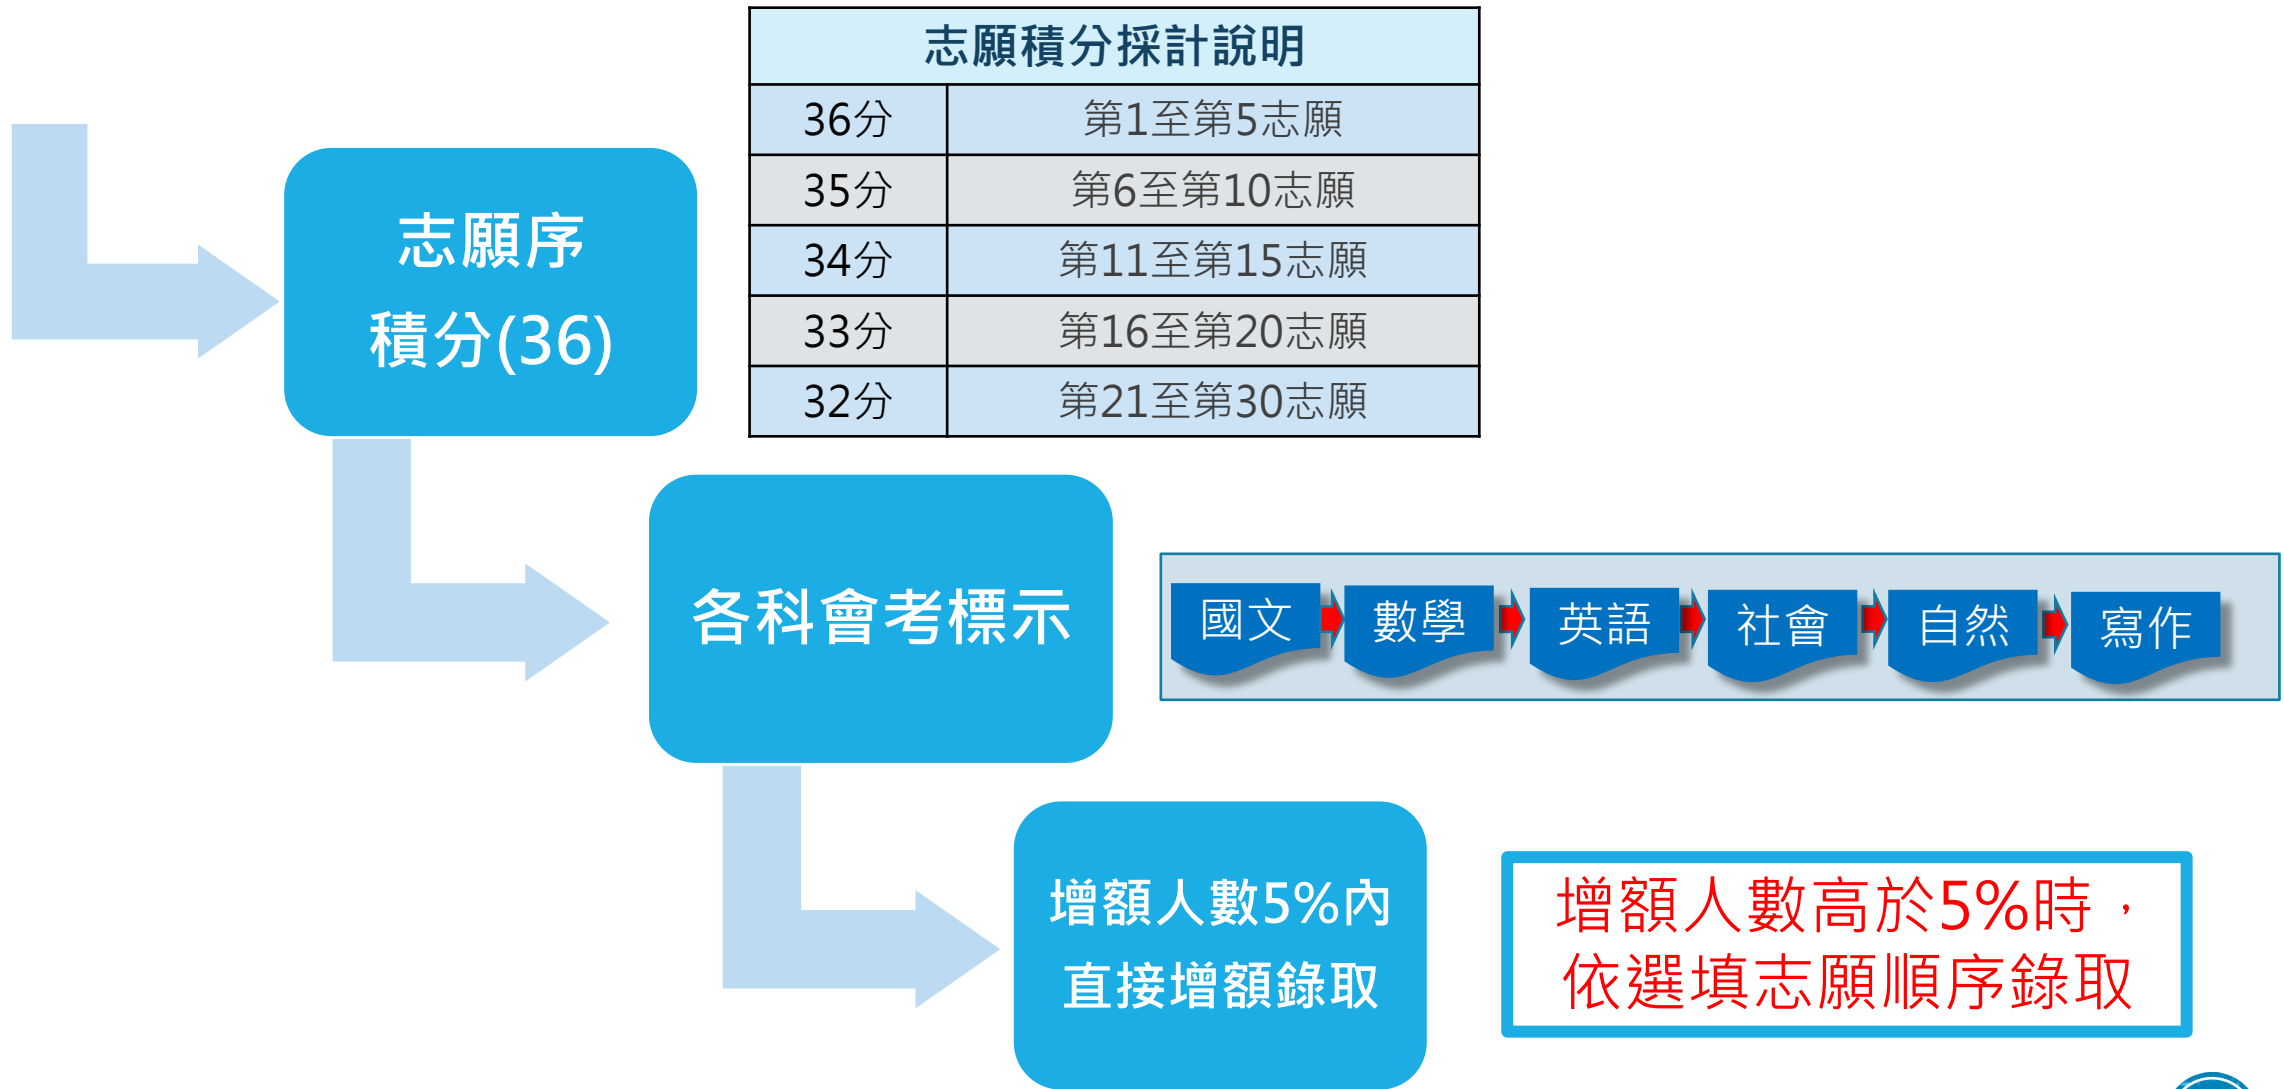 志願積分採計說明
36分 第1至第5志願
35分 第6至第10志願
34分 第11至第15志願
33分 第16至第20志願
32分 第21至第30志願
志願序
積分(36)
各科會考標示
國文 數學 英語 社會 自然 寫作
增額人數5%內
直接增額錄取
增額人數高於5%時，
依選填志願順序錄取